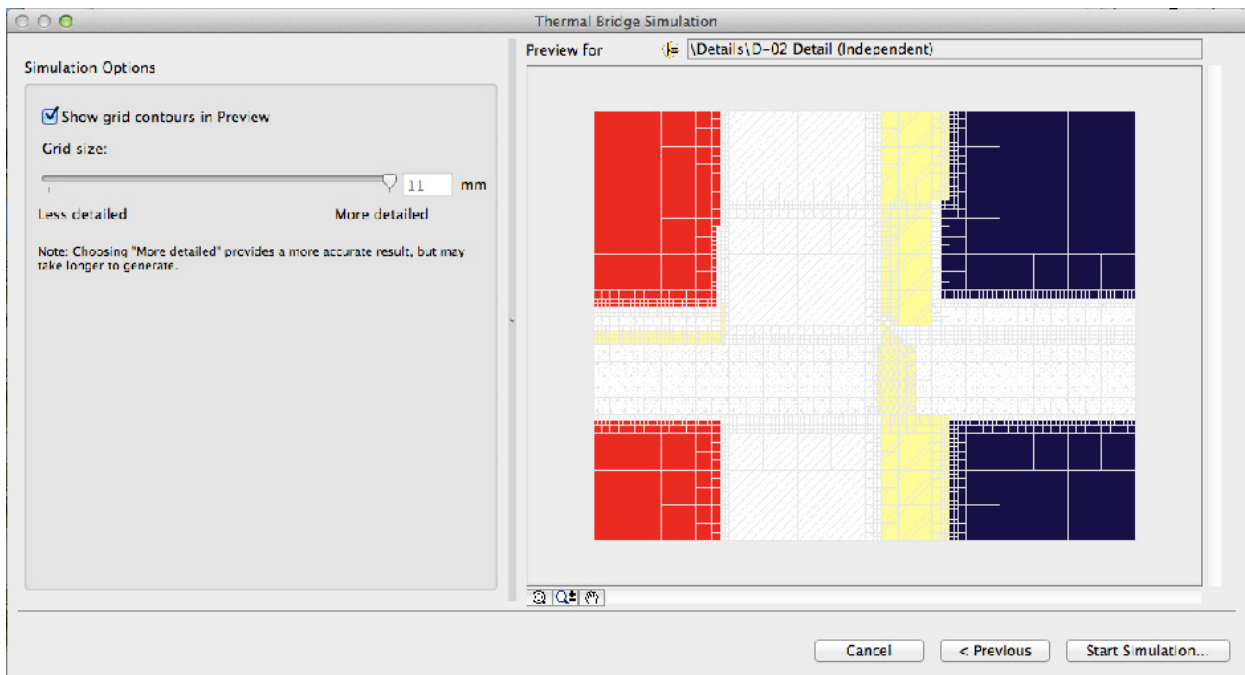 Thermal Bridge Simulation
Simulation Options
Show grid contours in Preview
Grid size:
11 mm
Less detailed More detailed
Note: Choosing "More detailed" provides a more accurate result, but may
take longer to generate.
Preview for \Details\D-02 Detail (Independent)
Cancel < Previous Start Simulation...